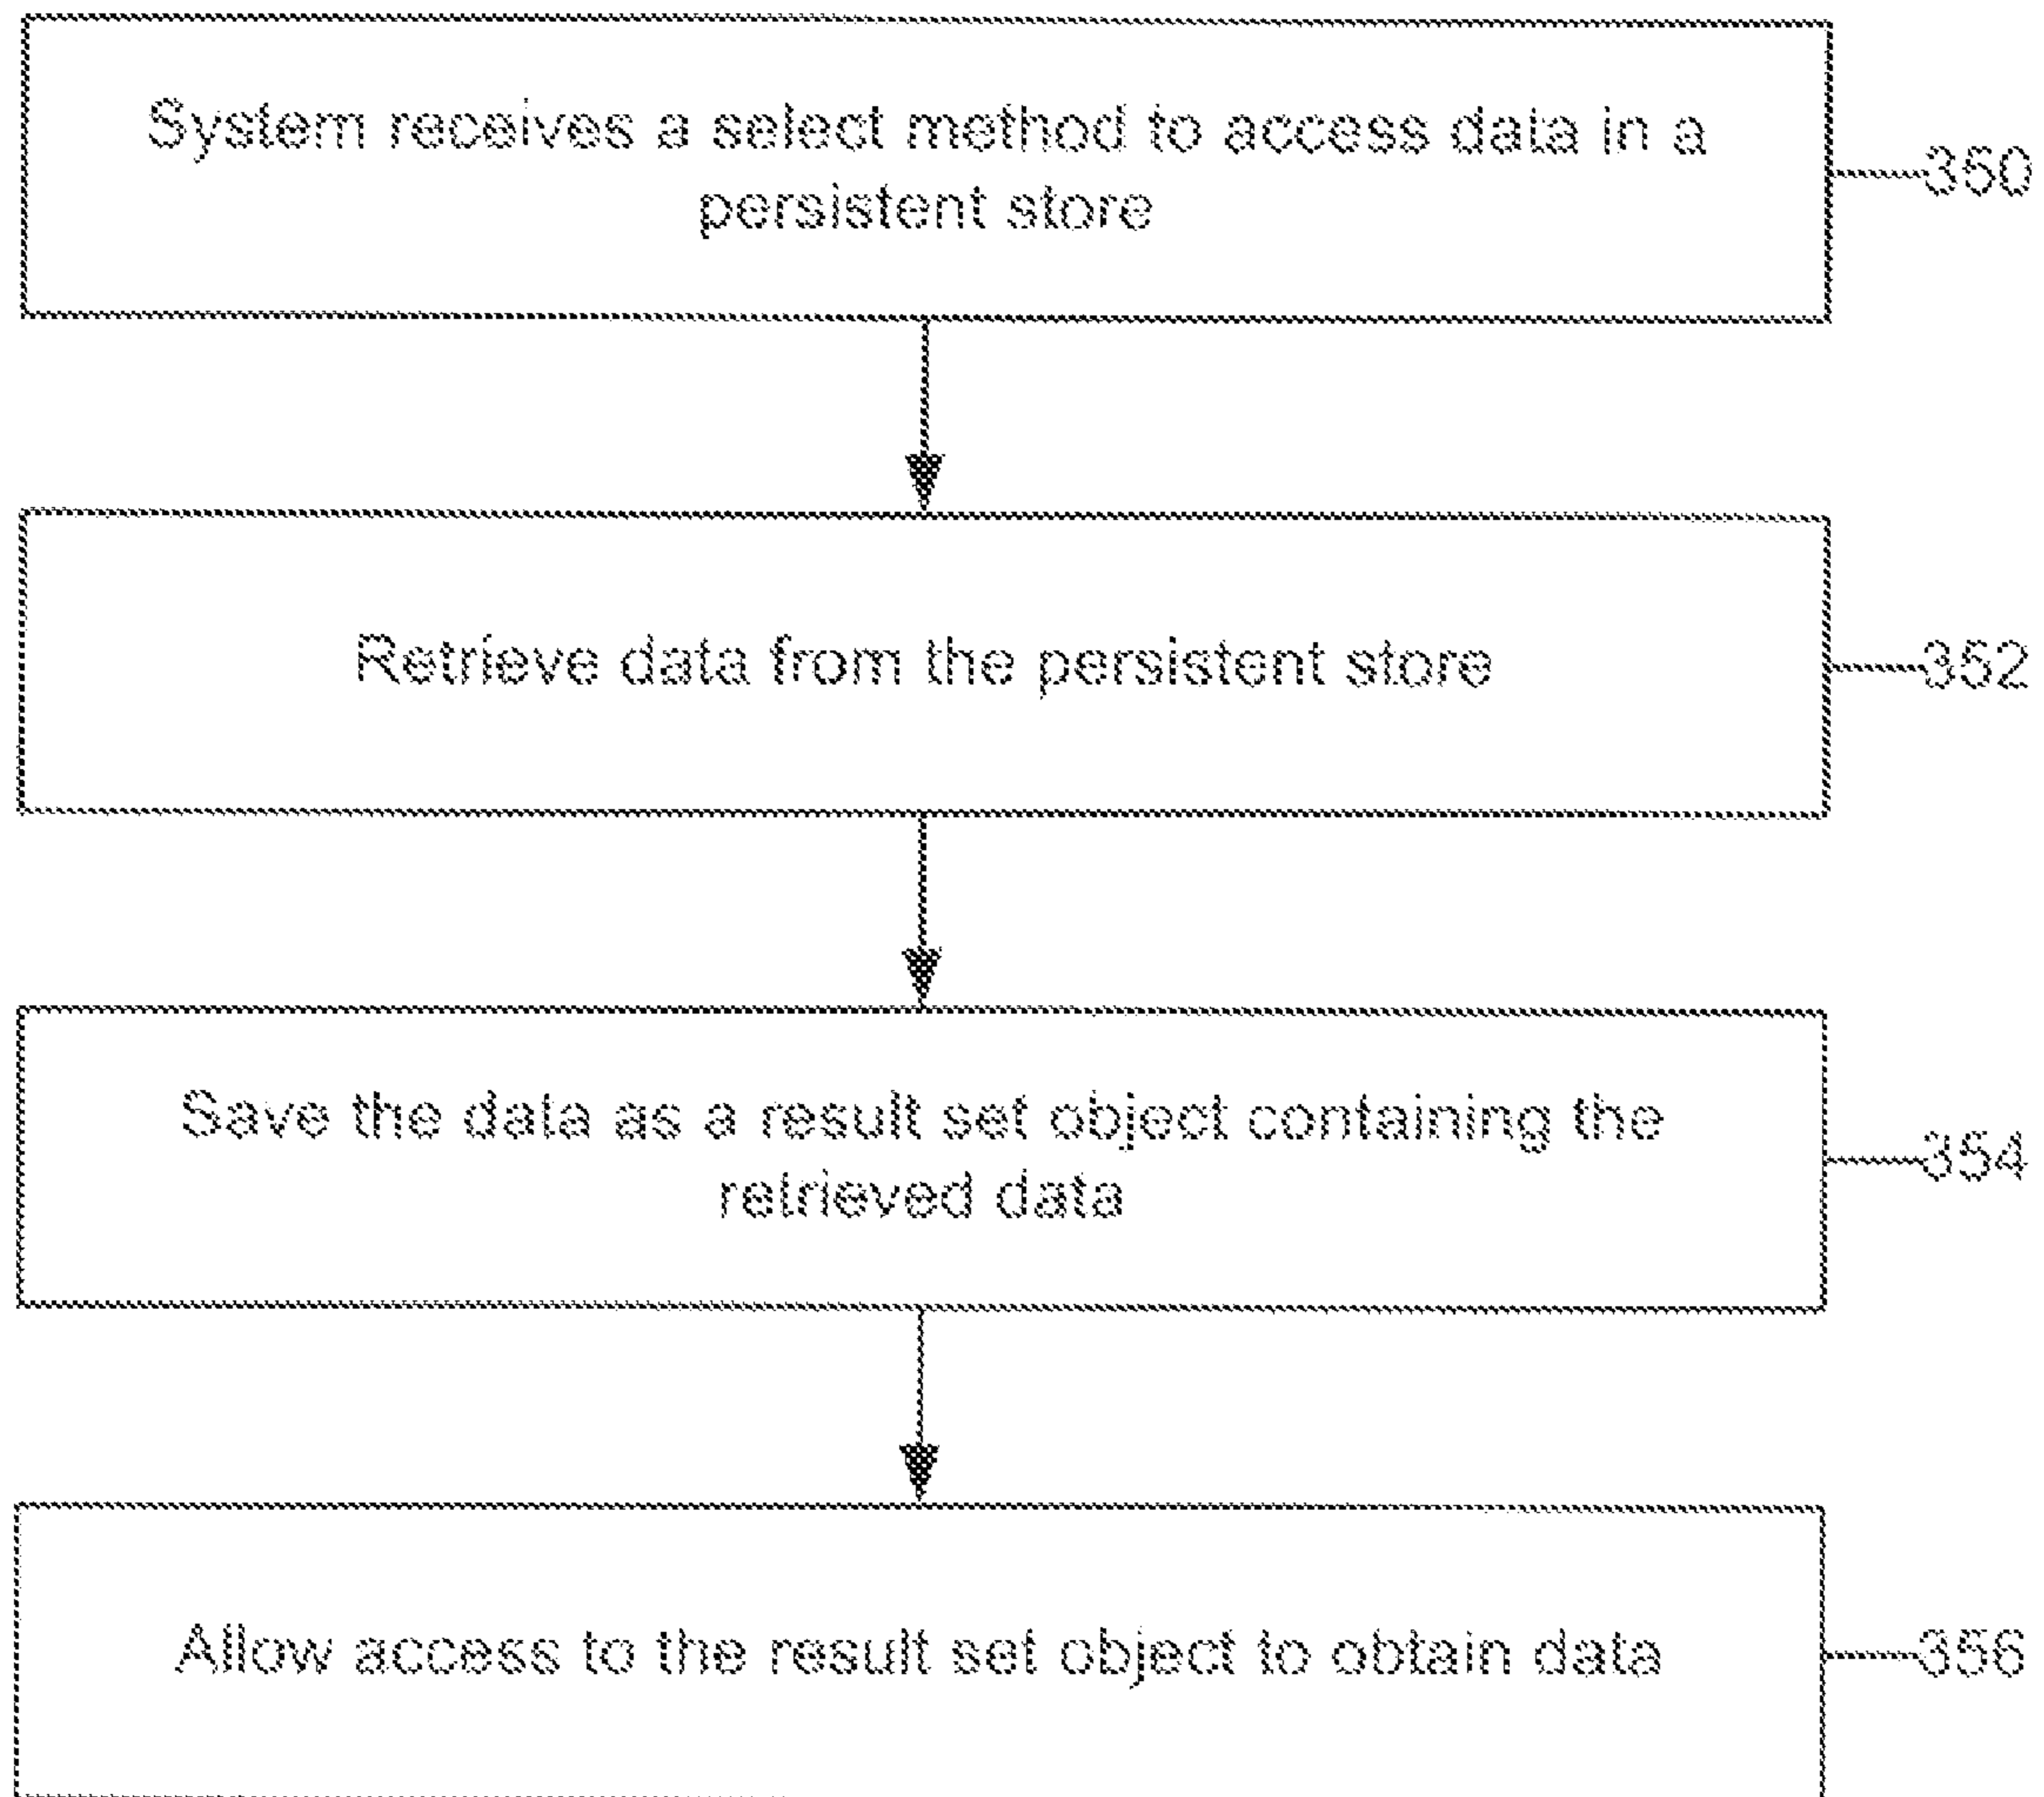 System receives a select method to access data in a
persistent store
350
Retrieve data from the persistent store
352
Save the data as a result set object containing the
retrieved data
354
Allow access to the result set object to obtain data
356